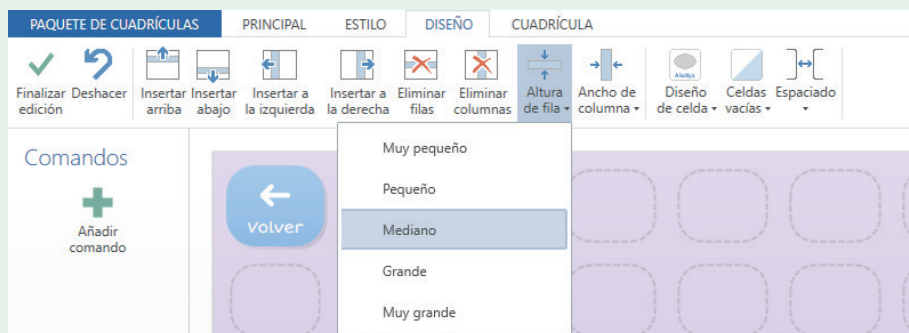 PAQUETE DE CUADRÍCULAS PRINCIPAL ESTILO DISEÑO CUADRÍCULA
Finalizar edición
Deshacer
Insertar arriba
Insertar abajo
Insertar a la izquierda
Insertar a la derecha
Eliminar filas
Eliminar columnas
Altura de fila
Ancho de columna
Diseño de celda
Celdas vacías
Espaciado
Comandos
Añadir
comando
Volver
Muy pequeño
Pequeño
Mediano
Grande
Muy grande